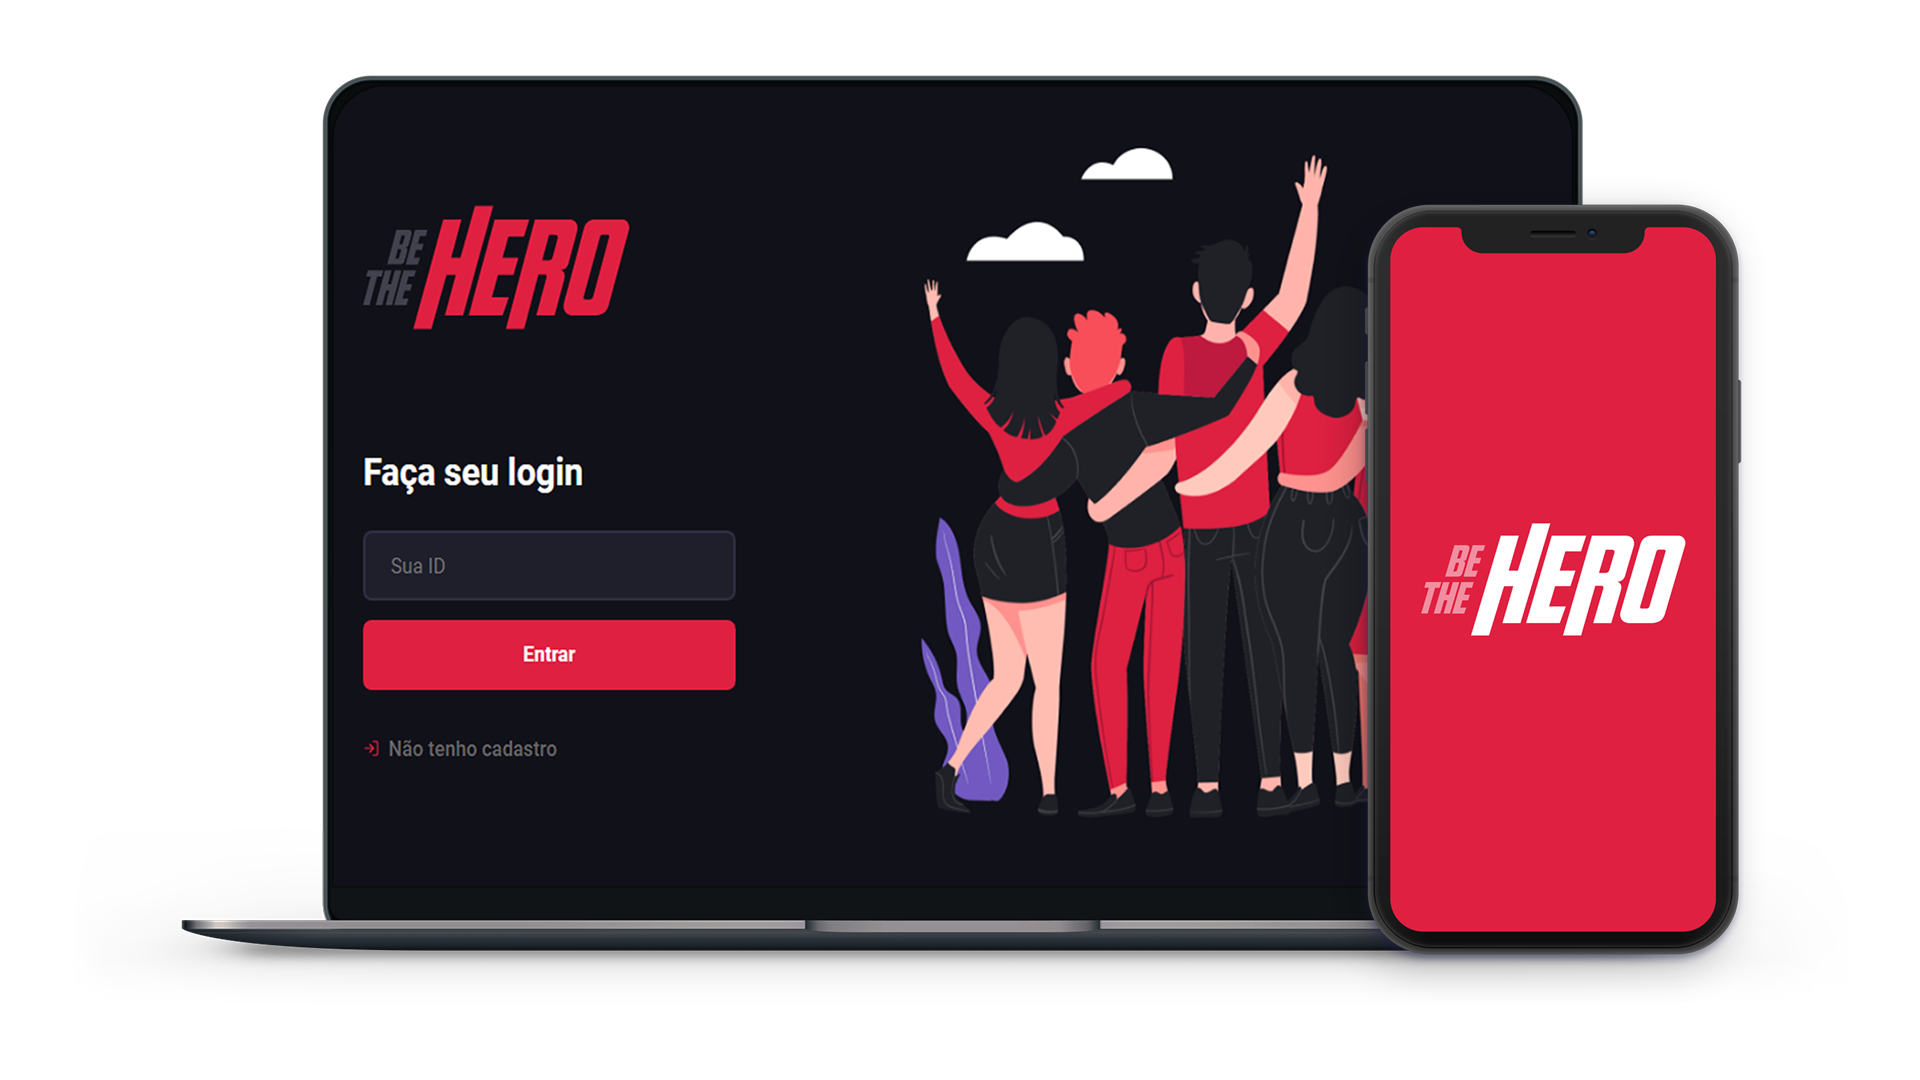 BE
THE HERO
Faça seu login
Sua ID
Entrar
Não tenho cadastro
BE
THE HERO